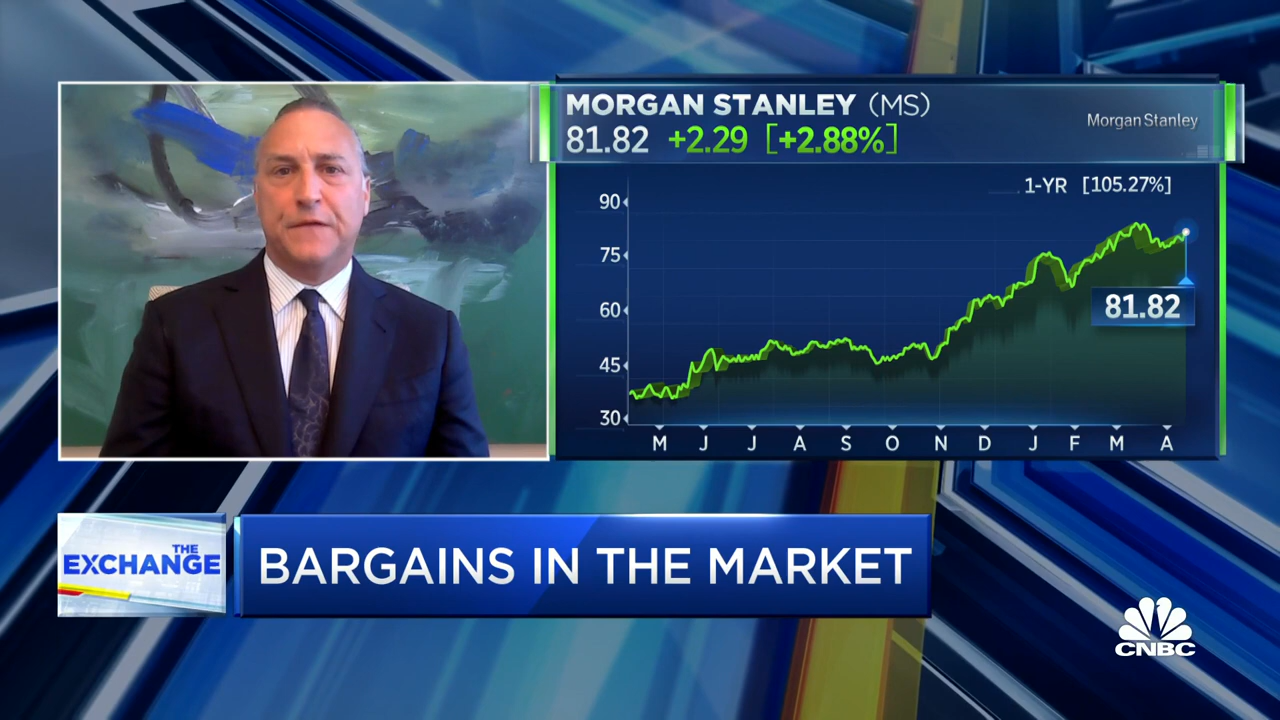 MORGAN STANLEY (MS)
81.82 +2.29 [+2.88%]
Morgan Stanley
1-YR [105.27%]
90
75
60
45
30
81.82
M J J A S O N D J F M A
THE
EXCHANGE
BARGAINS IN THE MARKET
CNBC